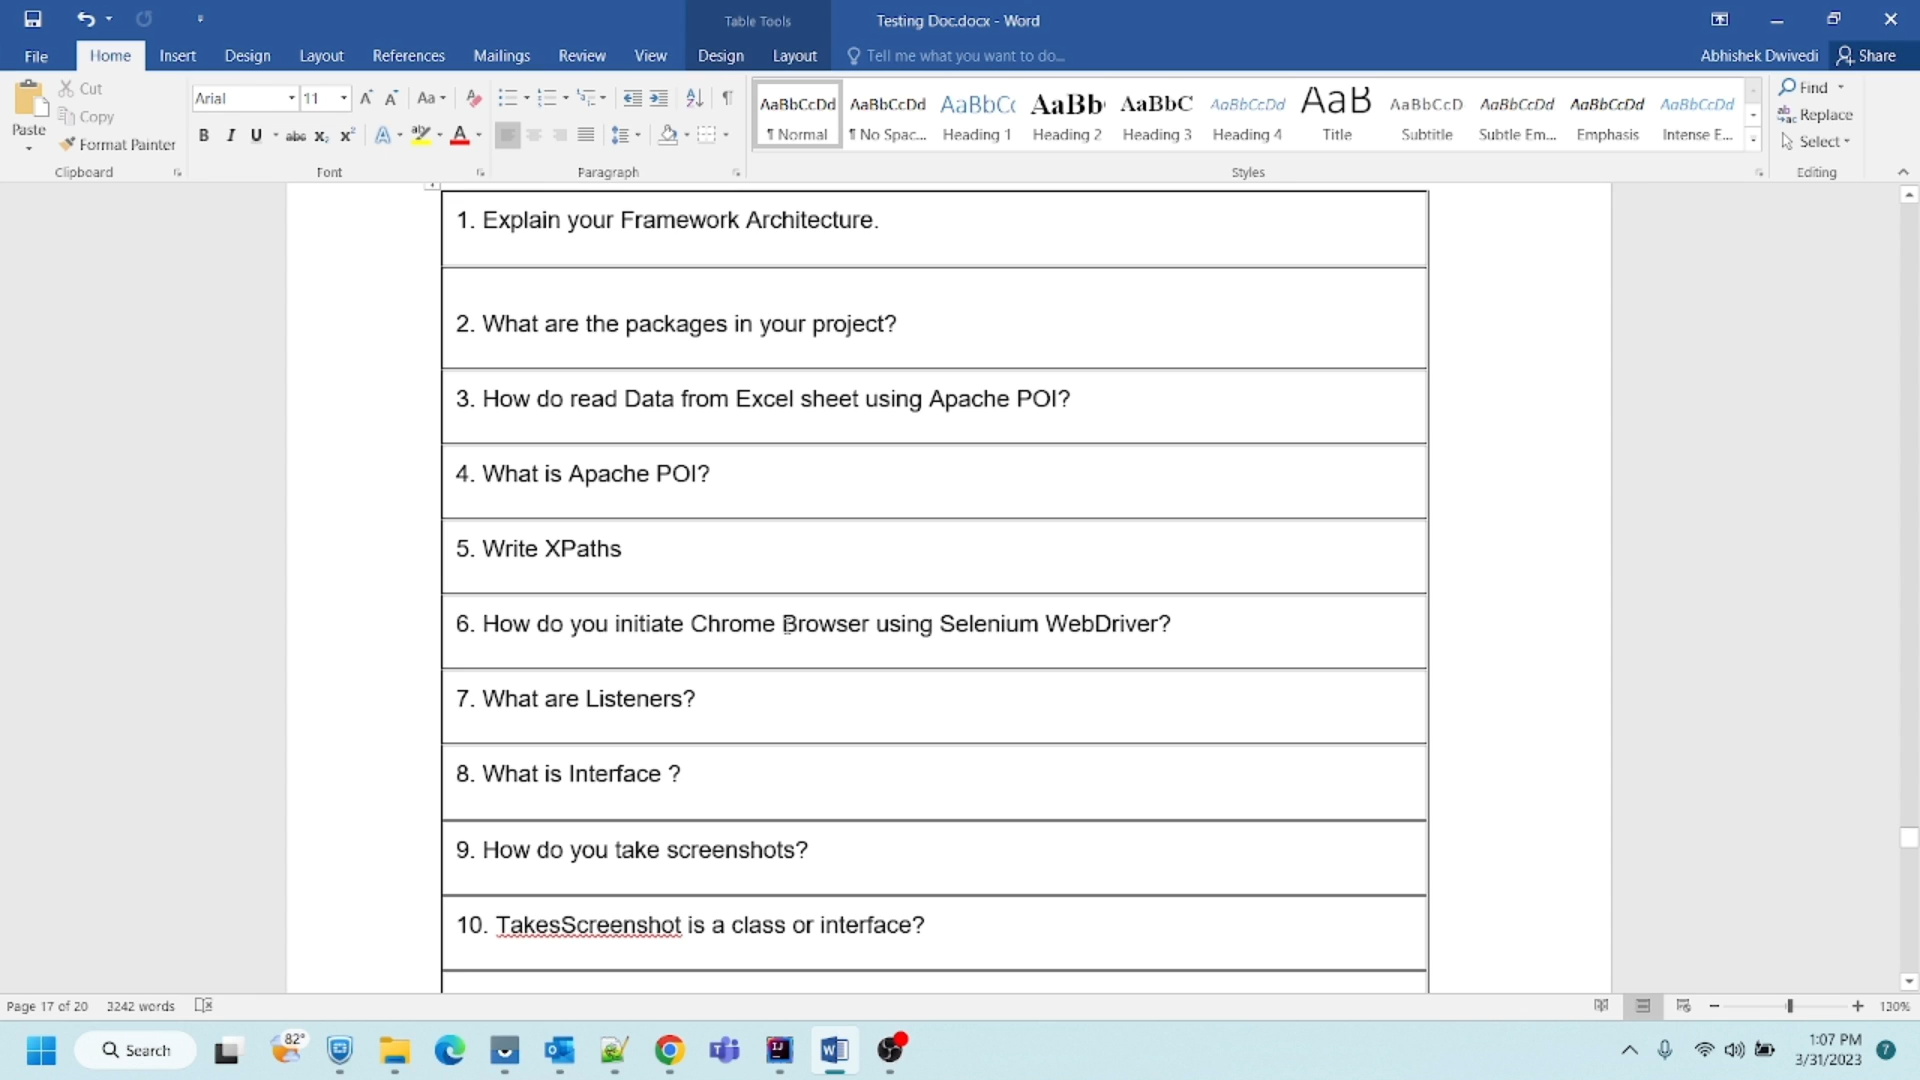 Table Tools
Testing Doc.docx - Word
File
Home
Insert
Design
Layout
References
Mailings
Review
View
Design
Layout
Tell me what you want to do...
Abhishek Dwivedi
Share
Paste
Cut
Copy
Format Painter
Clipboard
Arial
11
Font
Paragraph
AaBbCcDd
¶ Normal
AaBbCcDd
¶ No Spac...
AaBbCc
Heading 1
AaBb
Heading 2
AaBbC
Heading 3
AaBbCcDd
Heading 4
AaB
Title
AaBbCcD
Subtitle
AaBbCcDd
Subtle Em...
AaBbCcDd
Emphasis
AaBbCcDd
Intense E...
Styles
Find
Replace
Select
Editing
1. Explain your Framework Architecture.
2. What are the packages in your project?
3. How do read Data from Excel sheet using Apache POI?
4. What is Apache POI?
5. Write XPaths
6. How do you initiate Chrome Browser using Selenium WebDriver?
7. What are Listeners?
8. What is Interface ?
9. How do you take screenshots?
10. TakesScreenshot is a class or interface?
Page 17 of 20
3242 words
130%
82°
Search
1:07 PM
3/31/2023
7